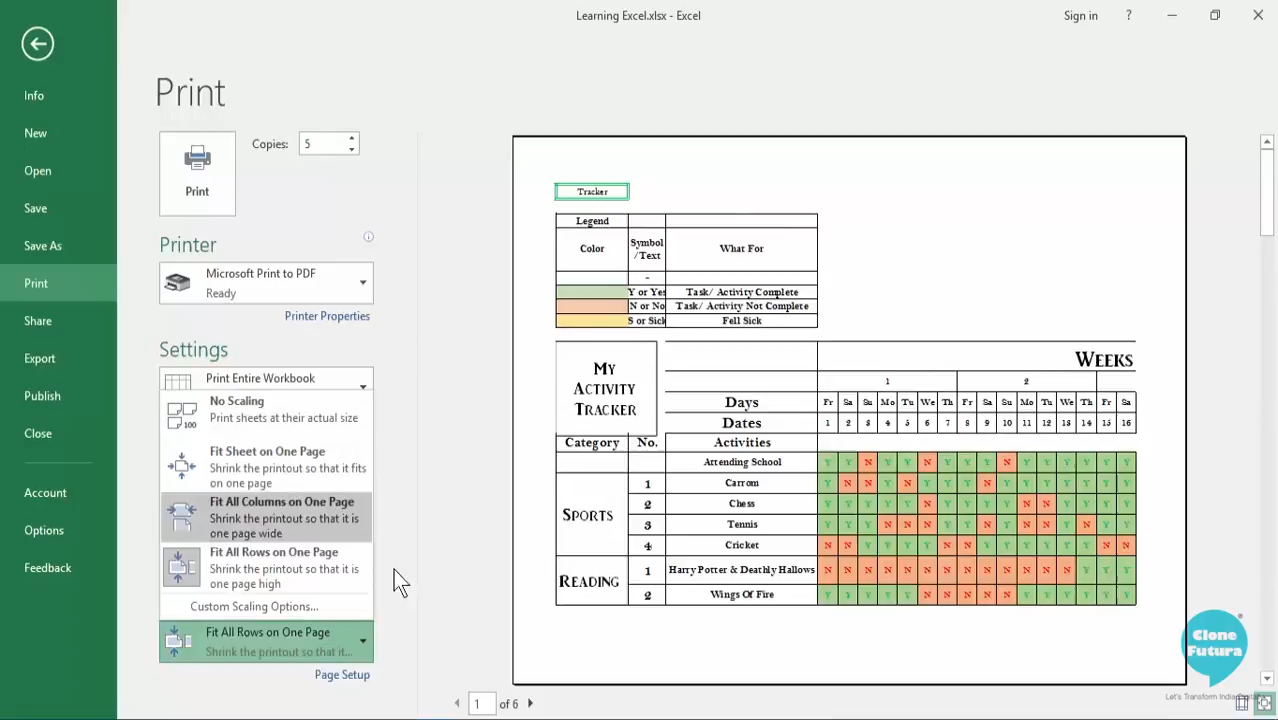 Learning Excel.xlsx - Excel
Sign in
?
Info
New
Open
Save
Save As
Print
Share
Export
Publish
Close
Account
Options
Feedback
Print
Print
Copies: 5
Printer
Microsoft Print to PDF
Ready
Printer Properties
Settings
Print Entire Workbook
No Scaling
Print sheets at their actual size
100
Fit Sheet on One Page
Shrink the printout so that it fits
on one page
Fit All Columns on One Page
Shrink the printout so that it is
one page wide
Fit All Rows on One Page
Shrink the printout so that it is
one page high
Custom Scaling Options...
Fit All Rows on One Page
Shrink the printout so that it...
Page Setup
Tracker
Legend
Color Symbol /Text What For
-
Y or Yes Task/ Activity Complete
N or No Task/ Activity Not Complete
S or Sick Fell Sick
MY
ACTIVITY
TRACKER
WEEKS
1 2
Days Fr Sa Su Mo Tu We Th Fr Sa Su Mo Tu We Th Fr Sa
Dates 1 2 3 4 5 6 7 8 9 10 11 12 13 14 15 16
Category No. Activities
Attending School Y Y N Y Y N Y Y Y N Y Y Y Y Y Y
SPORTS
1 Carrom Y N N Y N Y Y Y N Y Y Y Y Y Y Y
2 Chess Y Y Y Y Y N Y Y Y Y N N Y Y Y Y
3 Tennis Y Y Y N N N Y Y N Y N N Y N Y Y
4 Cricket N N Y Y Y Y N N Y Y Y Y Y Y N N
READING
1 Harry Potter & Deathly Hallows N N N N N N N N N N N N N Y Y Y
2 Wings Of Fire Y Y Y Y Y N N N N N Y Y Y Y Y Y
1 of 6
Clone
Futura
Let's Transform India